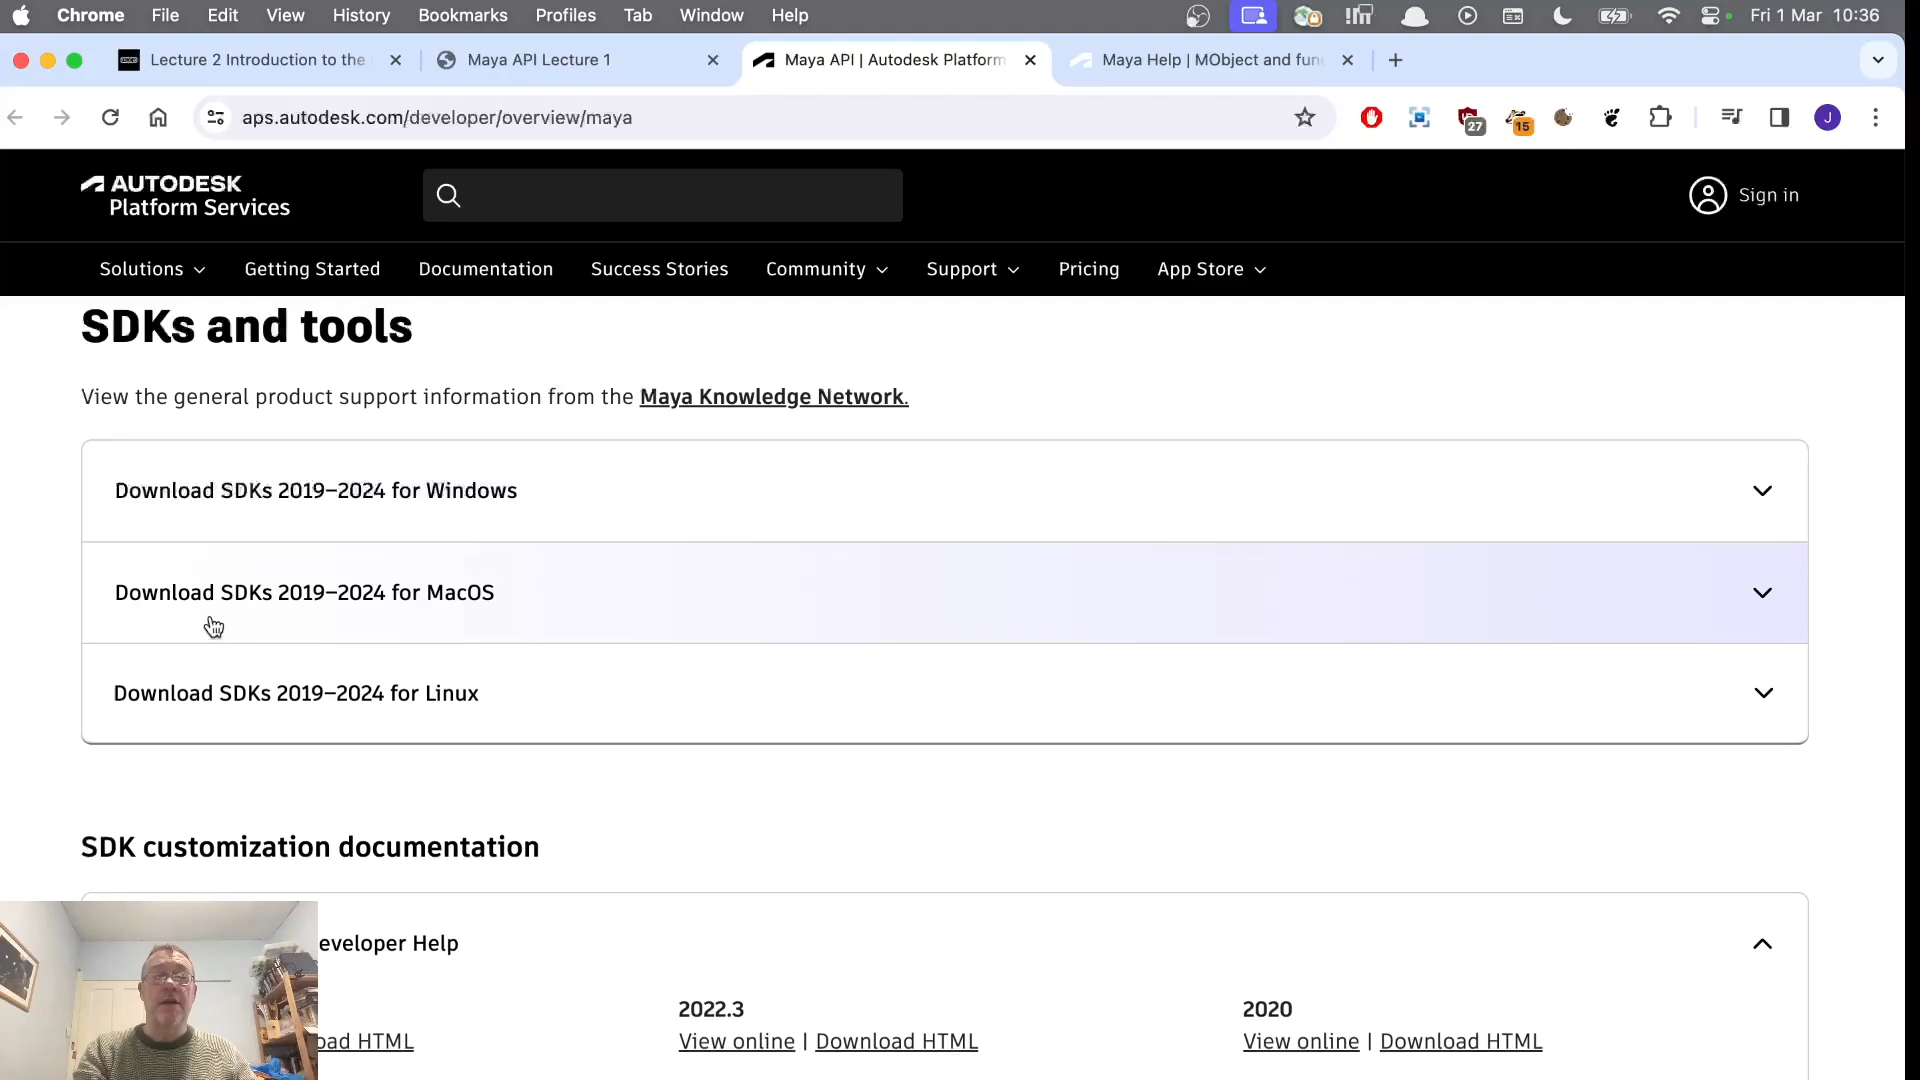 Chrome File Edit View History Bookmarks Profiles Tab Window Help Fri 1 Mar 10:36
Lecture 2 Introduction to the
Maya API Lecture 1
Maya API | Autodesk Platform
Maya Help | MObject and fun
aps.autodesk.com/developer/overview/maya
27
15
J
AUTODESK
Platform Services
Sign in
Solutions Getting Started Documentation Success Stories Community Support Pricing App Store
SDKs and tools
View the general product support information from the Maya Knowledge Network.
Download SDKs 2019–2024 for Windows
Download SDKs 2019–2024 for MacOS
Download SDKs 2019–2024 for Linux
SDK customization documentation
eveloper Help
2022.3 2020
oad HTML View online | Download HTML View online | Download HTML